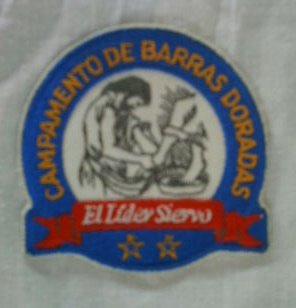 CAMPAMENTO DE BARRAS DORADAS
El Líder Siervo